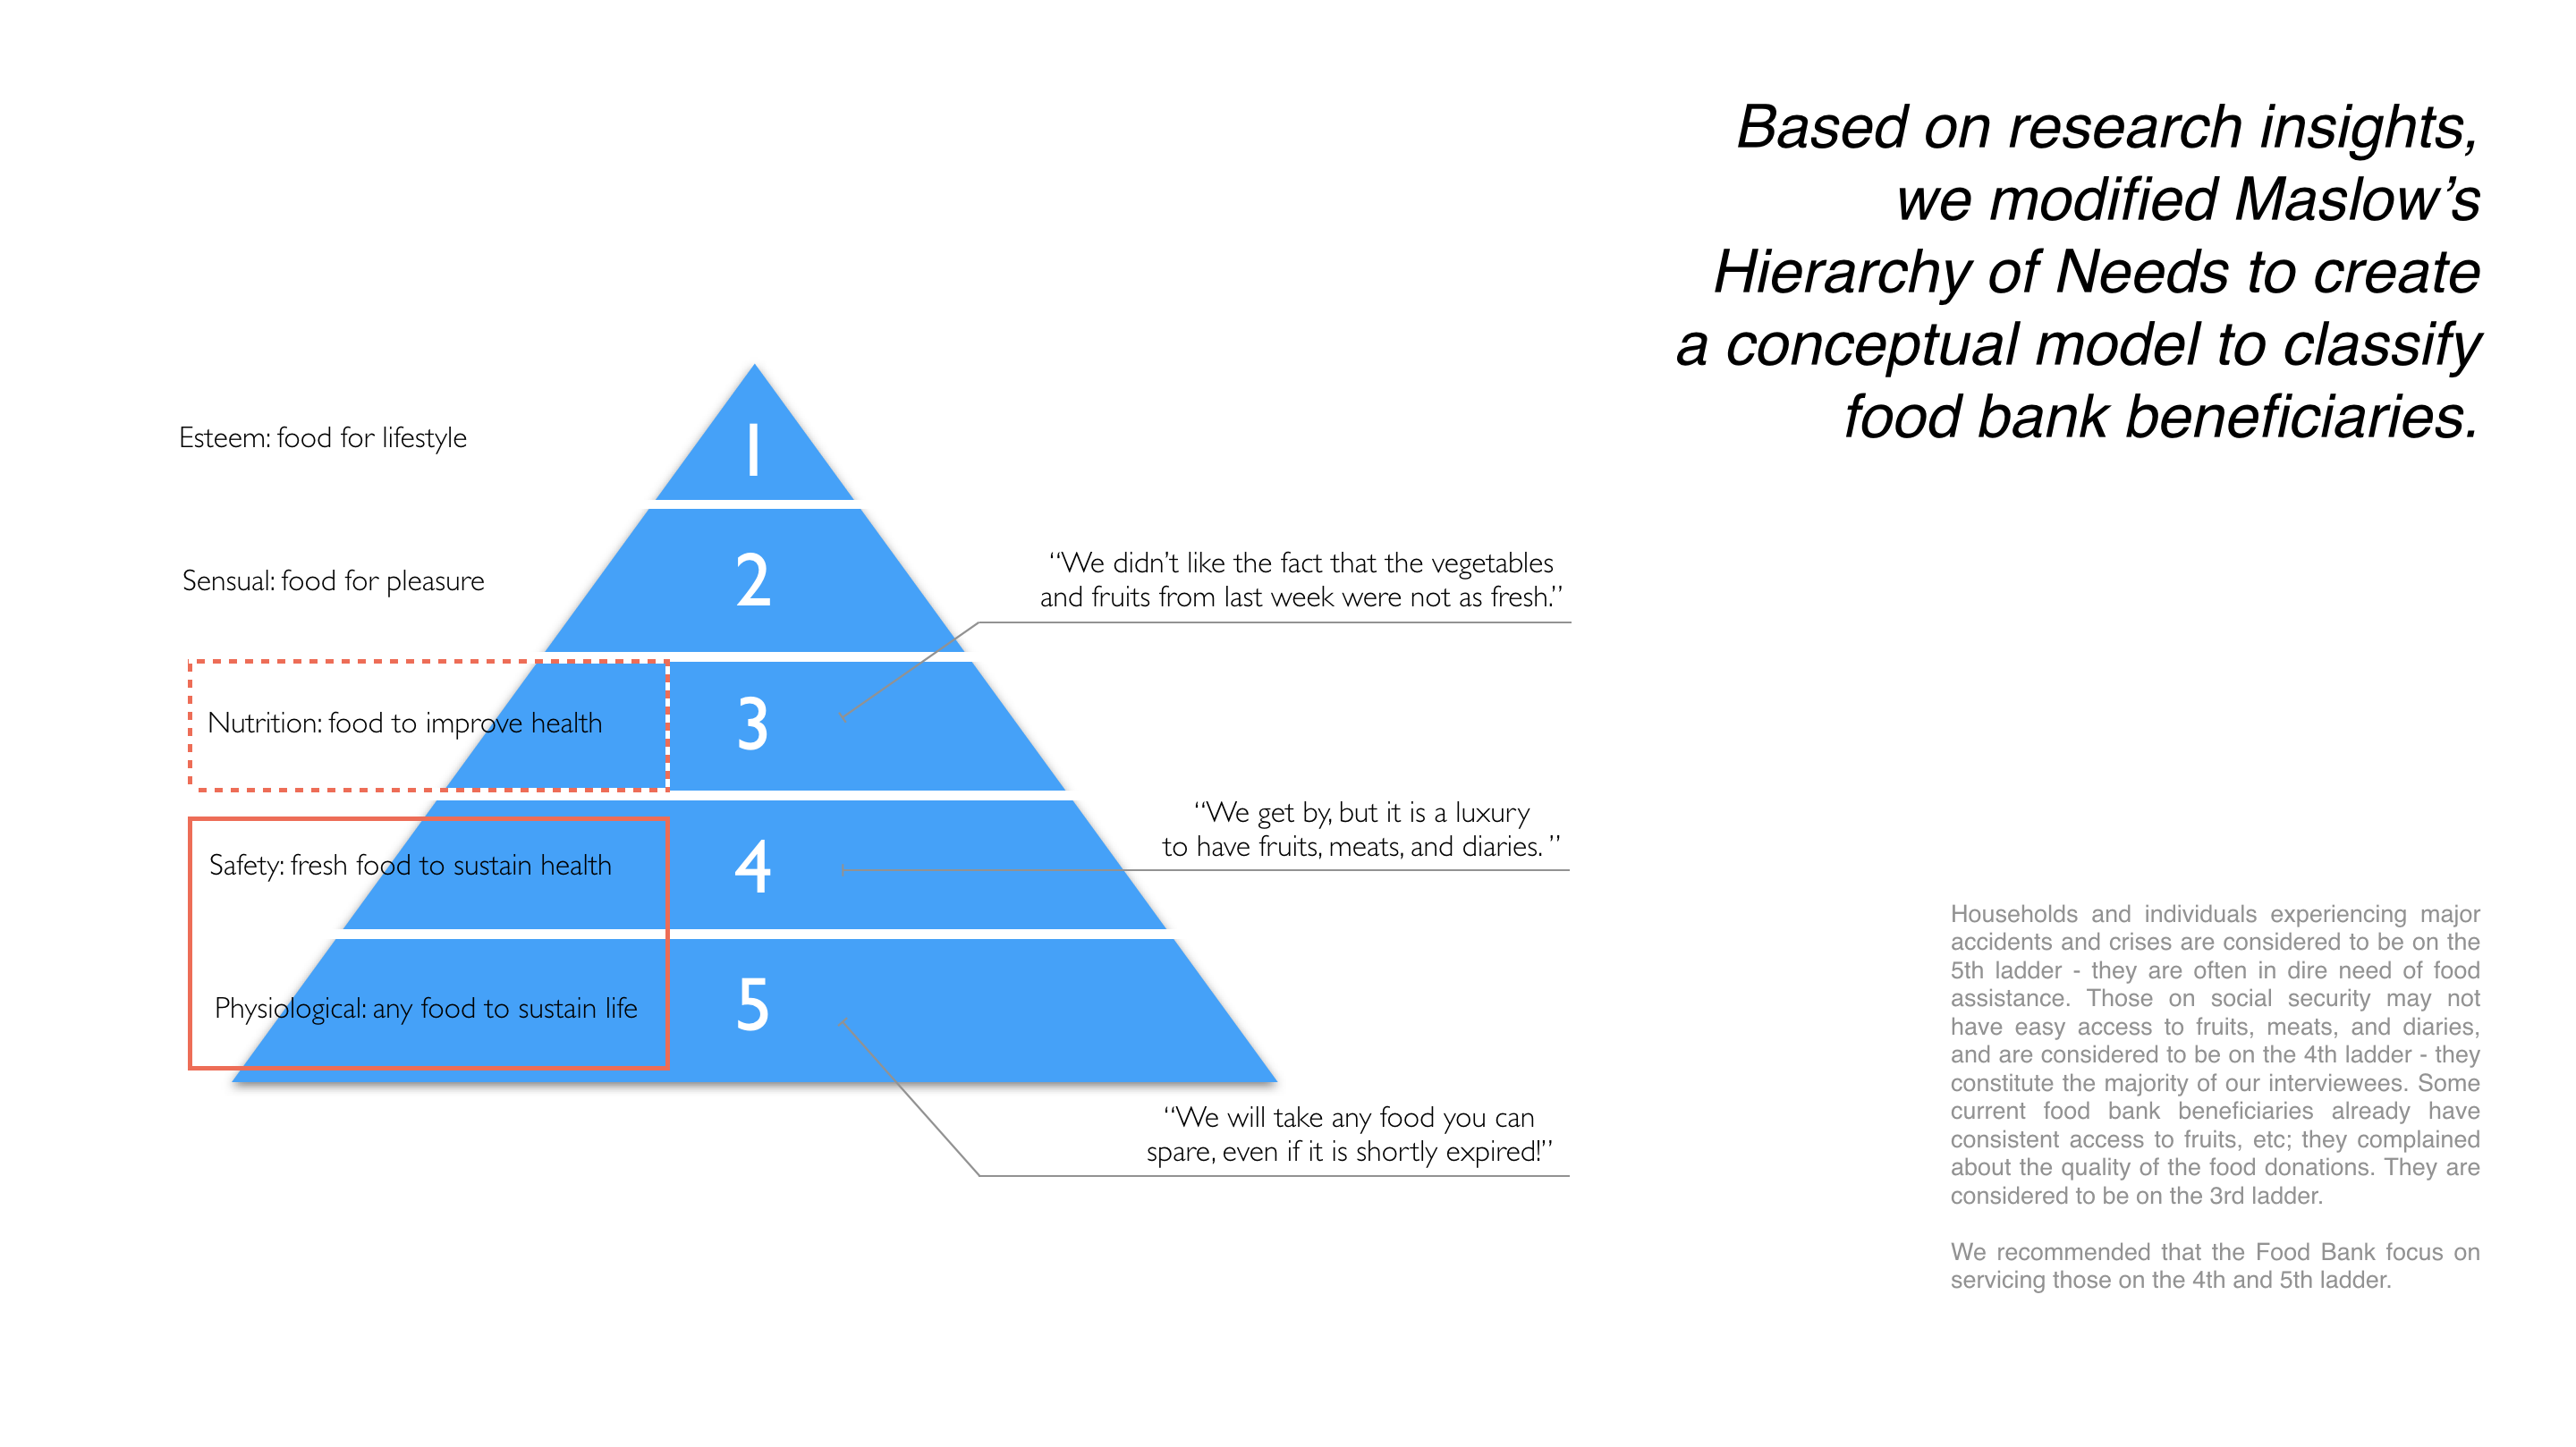 Based on research insights,
we modified Maslow’s
Hierarchy of Needs to create
a conceptual model to classify
food bank beneficiaries.
Esteem: food for lifestyle
1
Sensual: food for pleasure
2
“We didn’t like the fact that the vegetables
and fruits from last week were not as fresh.”
Nutrition: food to improve health
3
“We get by, but it is a luxury
to have fruits, meats, and diaries. ”
Safety: fresh food to sustain health
4
Physiological: any food to sustain life
5
“We will take any food you can
spare, even if it is shortly expired!”
Households and individuals experiencing major
accidents and crises are considered to be on the
5th ladder - they are often in dire need of food
assistance. Those on social security may not
have easy access to fruits, meats, and diaries,
and are considered to be on the 4th ladder - they
constitute the majority of our interviewees. Some
current food bank beneficiaries already have
consistent access to fruits, etc; they complained
about the quality of the food donations. They are
considered to be on the 3rd ladder.
We recommended that the Food Bank focus on
servicing those on the 4th and 5th ladder.